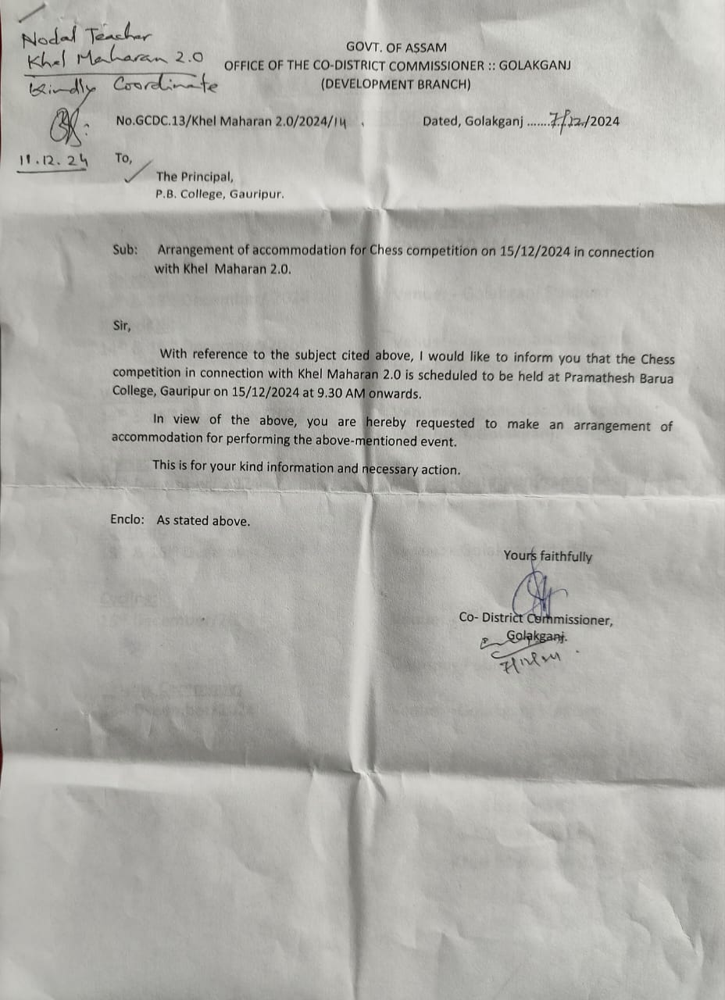 Nodal Teacher
Khel Maharan 2.0
Kindly Coordinate
11.12.24
GOVT. OF ASSAM
OFFICE OF THE CO-DISTRICT COMMISSIONER :: GOLAKGANJ
(DEVELOPMENT BRANCH)
No.GCDC.13/Khel Maharan 2.0/2024/14 . Dated, Golakganj .......7/12/2024
To,
The Principal,
P.B. College, Gauripur.
Sub: Arrangement of accommodation for Chess competition on 15/12/2024 in connection
with Khel Maharan 2.0.
Sir,
With reference to the subject cited above, I would like to inform you that the Chess
competition in connection with Khel Maharan 2.0 is scheduled to be held at Pramathesh Barua
College, Gauripur on 15/12/2024 at 9.30 AM onwards.
In view of the above, you are hereby requested to make an arrangement of
accommodation for performing the above-mentioned event.
This is for your kind information and necessary action.
Enclo: As stated above.
Yours faithfully
Co- District Commissioner,
Golakganj.